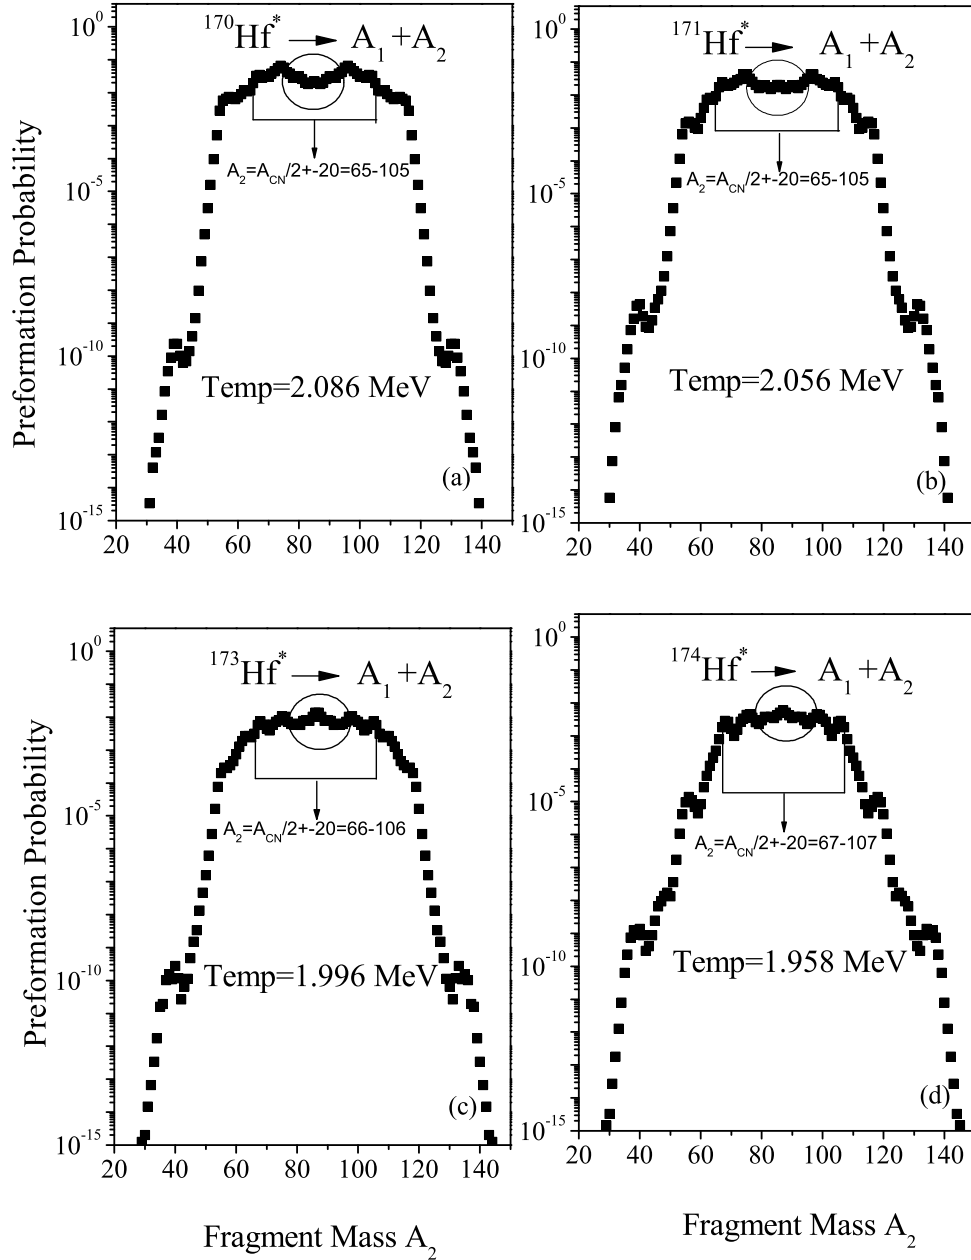 Preformation Probability
10^0
10^-5
10^-10
10^-15
170Hf* → A1+A2
A2=ACN/2+-20=65-105
Temp=2.086 MeV
(a)
20 40 60 80 100 120 140
10^0
10^-5
10^-10
10^-15
171Hf* → A1+A2
A2=ACN/2+-20=65-105
Temp=2.056 MeV
(b)
20 40 60 80 100 120 140
Preformation Probability
10^0
10^-5
10^-10
10^-15
173Hf* → A1+A2
A2=ACN/2+-20=66-106
Temp=1.996 MeV
(c)
20 40 60 80 100 120 140
Fragment Mass A2
10^0
10^-5
10^-10
10^-15
174Hf* → A1+A2
A2=ACN/2+-20=67-107
Temp=1.958 MeV
(d)
20 40 60 80 100 120 140
Fragment Mass A2